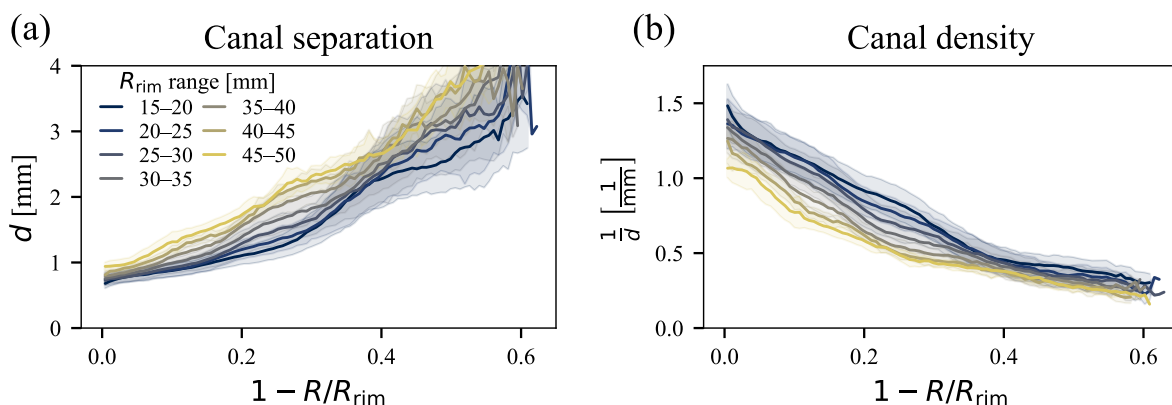 (a)
Canal separation
R_rim range [mm]
15–20
20–25
25–30
30–35
35–40
40–45
45–50
4
3
2
1
0
d [mm]
0.0 0.2 0.4 0.6
1 − R/R_rim
(b)
Canal density
1.5
1.0
0.5
0.0
1/d [1/mm]
0.0 0.2 0.4 0.6
1 − R/R_rim